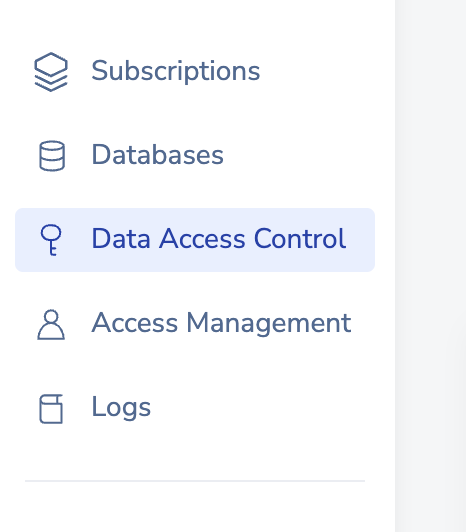 Subscriptions
Databases
Data Access Control
Access Management
Logs